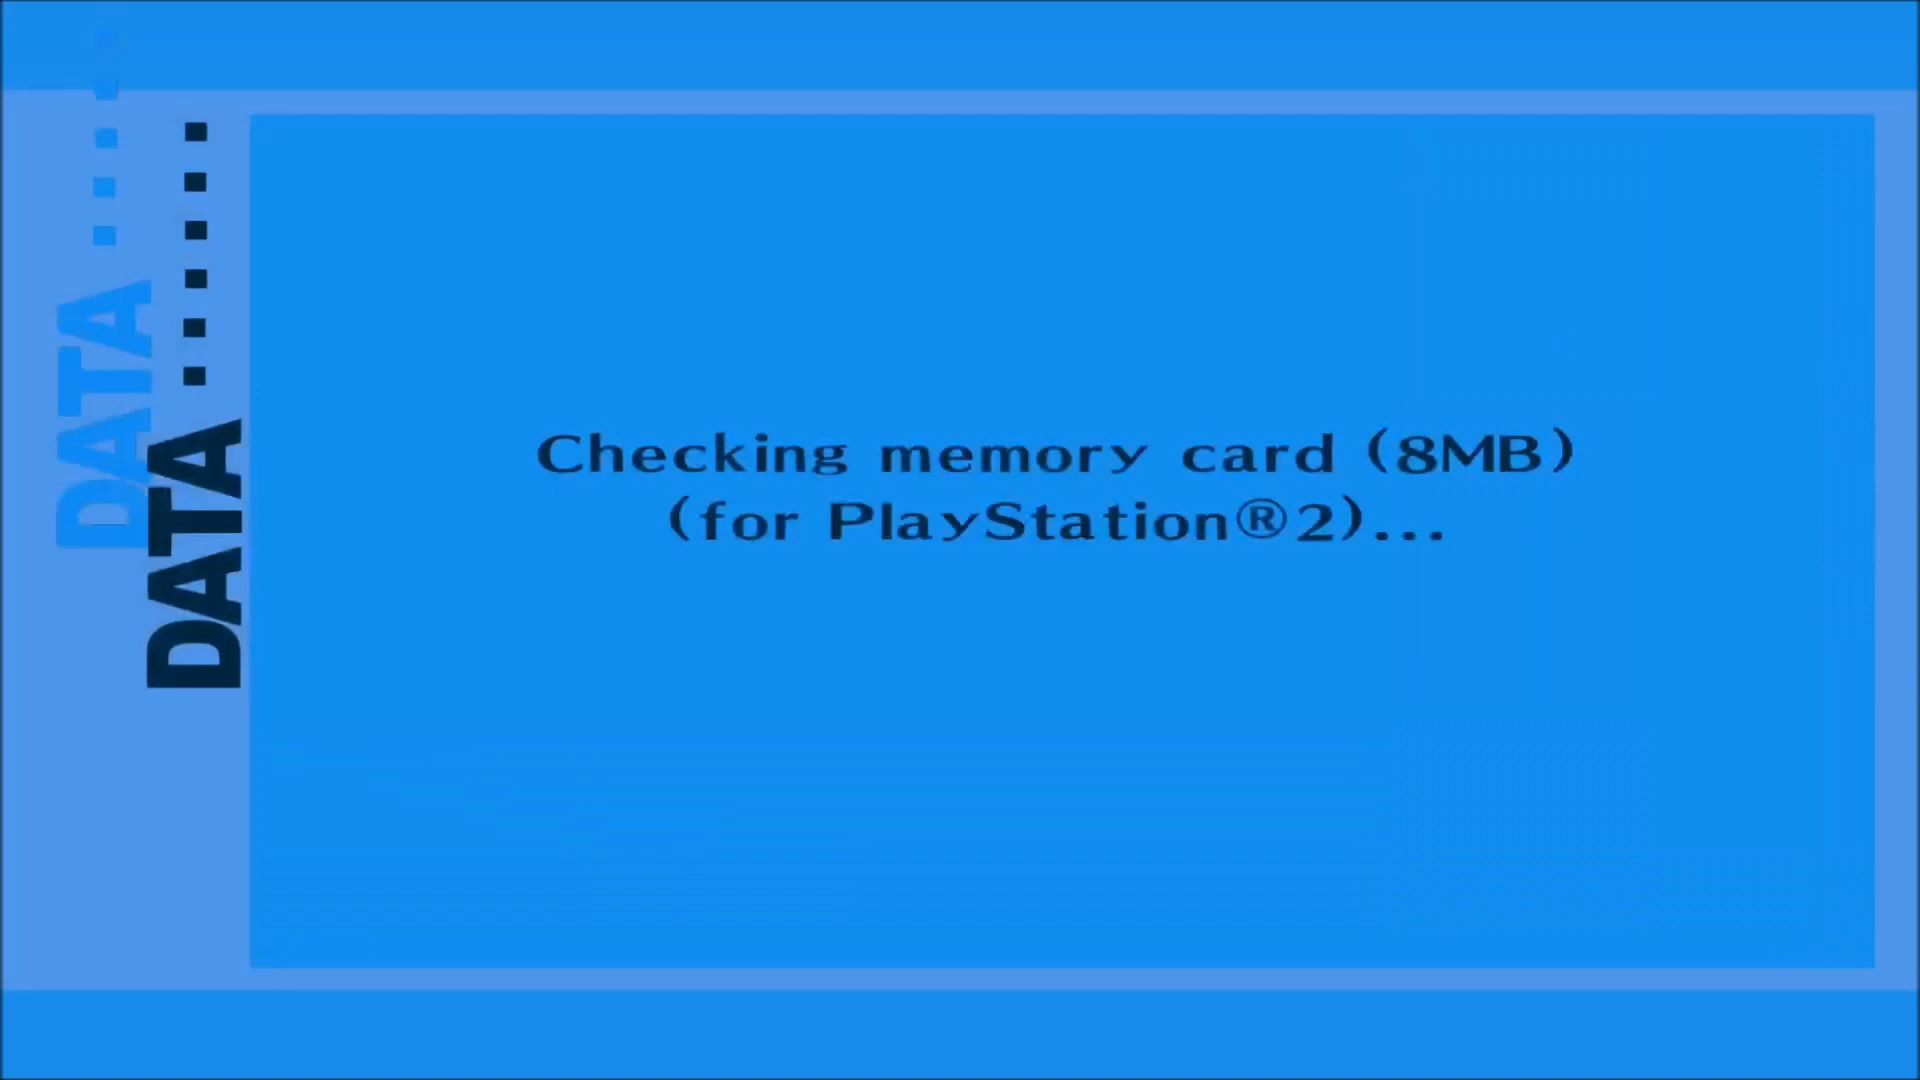 DATA ......
DATA .....
Checking memory card (8MB)
(for PlayStation®2)...